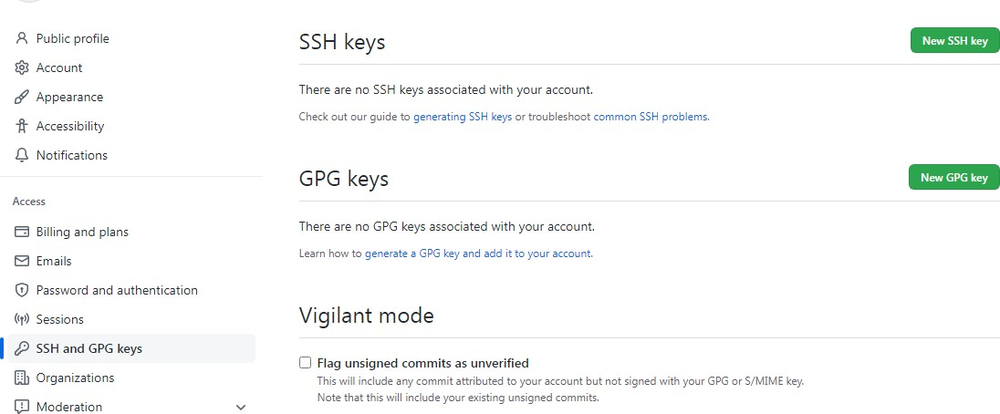 Public profile
Account
Appearance
Accessibility
Notifications
Access
Billing and plans
Emails
Password and authentication
Sessions
SSH and GPG keys
Organizations
Moderation
SSH keys
New SSH key
There are no SSH keys associated with your account.
Check out our guide to generating SSH keys or troubleshoot common SSH problems.
GPG keys
New GPG key
There are no GPG keys associated with your account.
Learn how to generate a GPG key and add it to your account.
Vigilant mode
Flag unsigned commits as unverified
This will include any commit attributed to your account but not signed with your GPG or S/MIME key.
Note that this will include your existing unsigned commits.